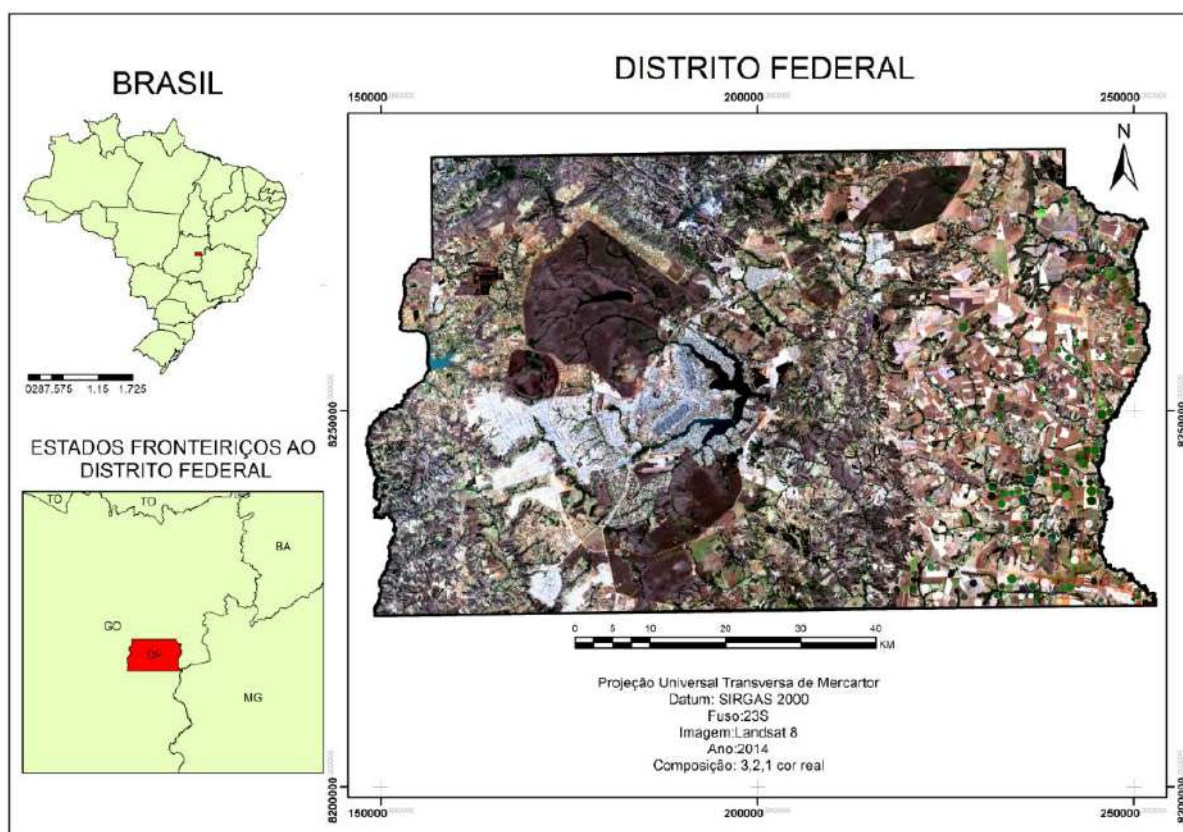 BRASIL
0287.575 1.15 1.725
ESTADOS FRONTEIRIÇOS AO
DISTRITO FEDERAL
TO
TO
BA
GO
DF
MG
DISTRITO FEDERAL
150000 200000 250000
N
8250000
8250000
0 5 10 20 30 40
KM
Projeção Universal Transversa de Mercartor
Datum: SIRGAS 2000
Fuso:23S
Imagem:Landsat 8
Ano:2014
Composição: 3,2,1 cor real
8200000
8200000
150000 200000 250000